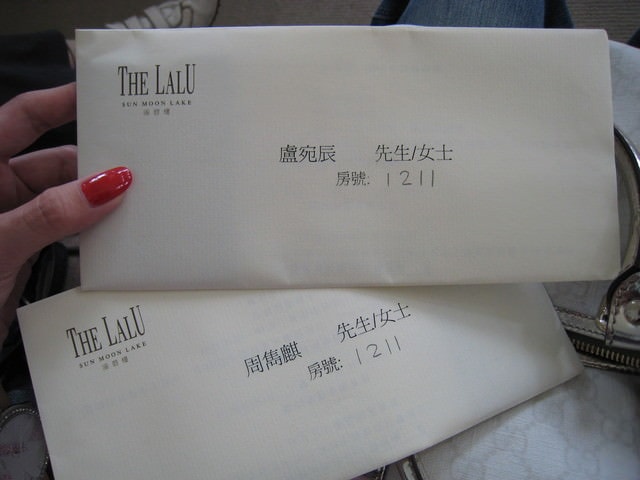 THE LALU
SUN MOON LAKE
涵碧樓
盧宛辰 先生/女士
房號: 1211
THE LALU
SUN MOON LAKE
涵碧樓
周雋麒 先生/女士
房號: 1211